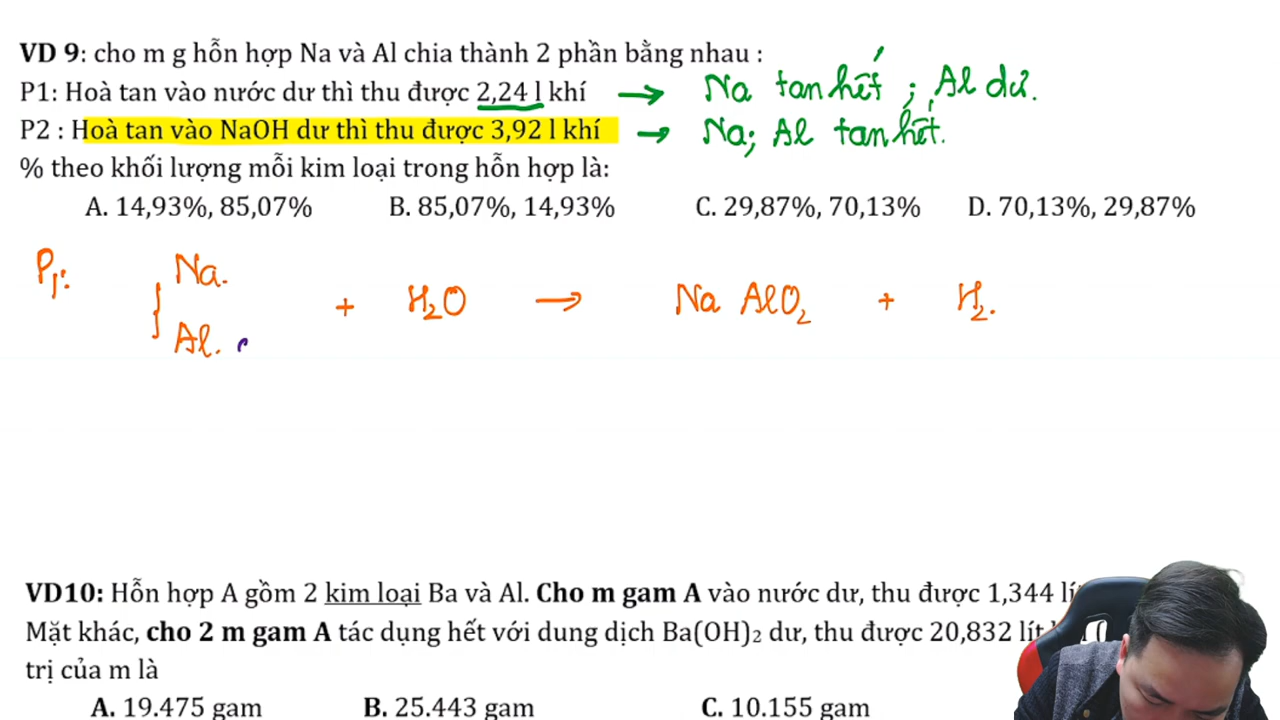 VD 9: cho m g hỗn hợp Na và Al chia thành 2 phần bằng nhau :
P1: Hoà tan vào nước dư thì thu được 2,24 l khí → Na tan hết ; Al dư.
P2 : Hoà tan vào NaOH dư thì thu được 3,92 l khí → Na; Al tan hết.
% theo khối lượng mỗi kim loại trong hỗn hợp là:
A. 14,93%, 85,07% B. 85,07%, 14,93% C. 29,87%, 70,13% D. 70,13%, 29,87%
P1: { Na. Al. + H₂O → Na AlO₂ + H₂.
VD10: Hỗn hợp A gồm 2 kim loại Ba và Al. Cho m gam A vào nước dư, thu được 1,344 lí
Mặt khác, cho 2 m gam A tác dụng hết với dung dịch Ba(OH)₂ dư, thu được 20,832 lít
trị của m là
A. 19.475 gam B. 25.443 gam C. 10.155 gam